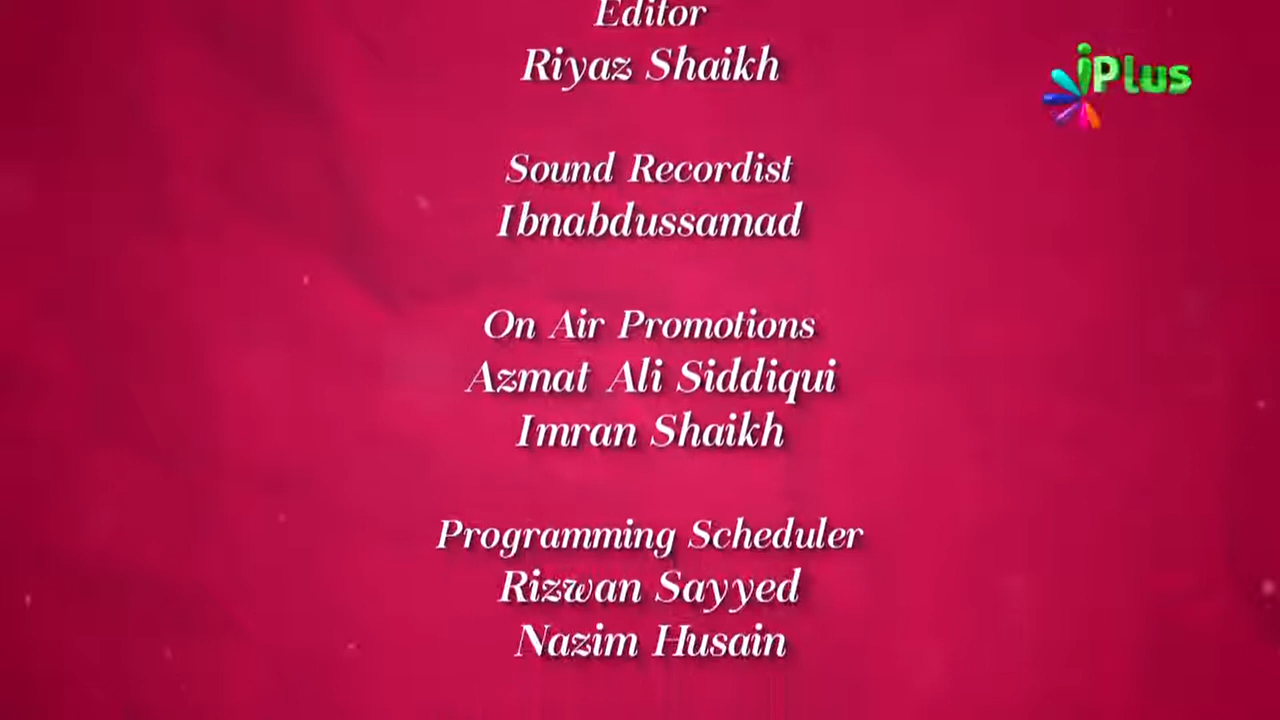 Editor
Riyaz Shaikh
iPlus
Sound Recordist
Ibnabdussamad
On Air Promotions
Azmat Ali Siddiqui
Imran Shaikh
Programming Scheduler
Rizwan Sayyed
Nazim Husain